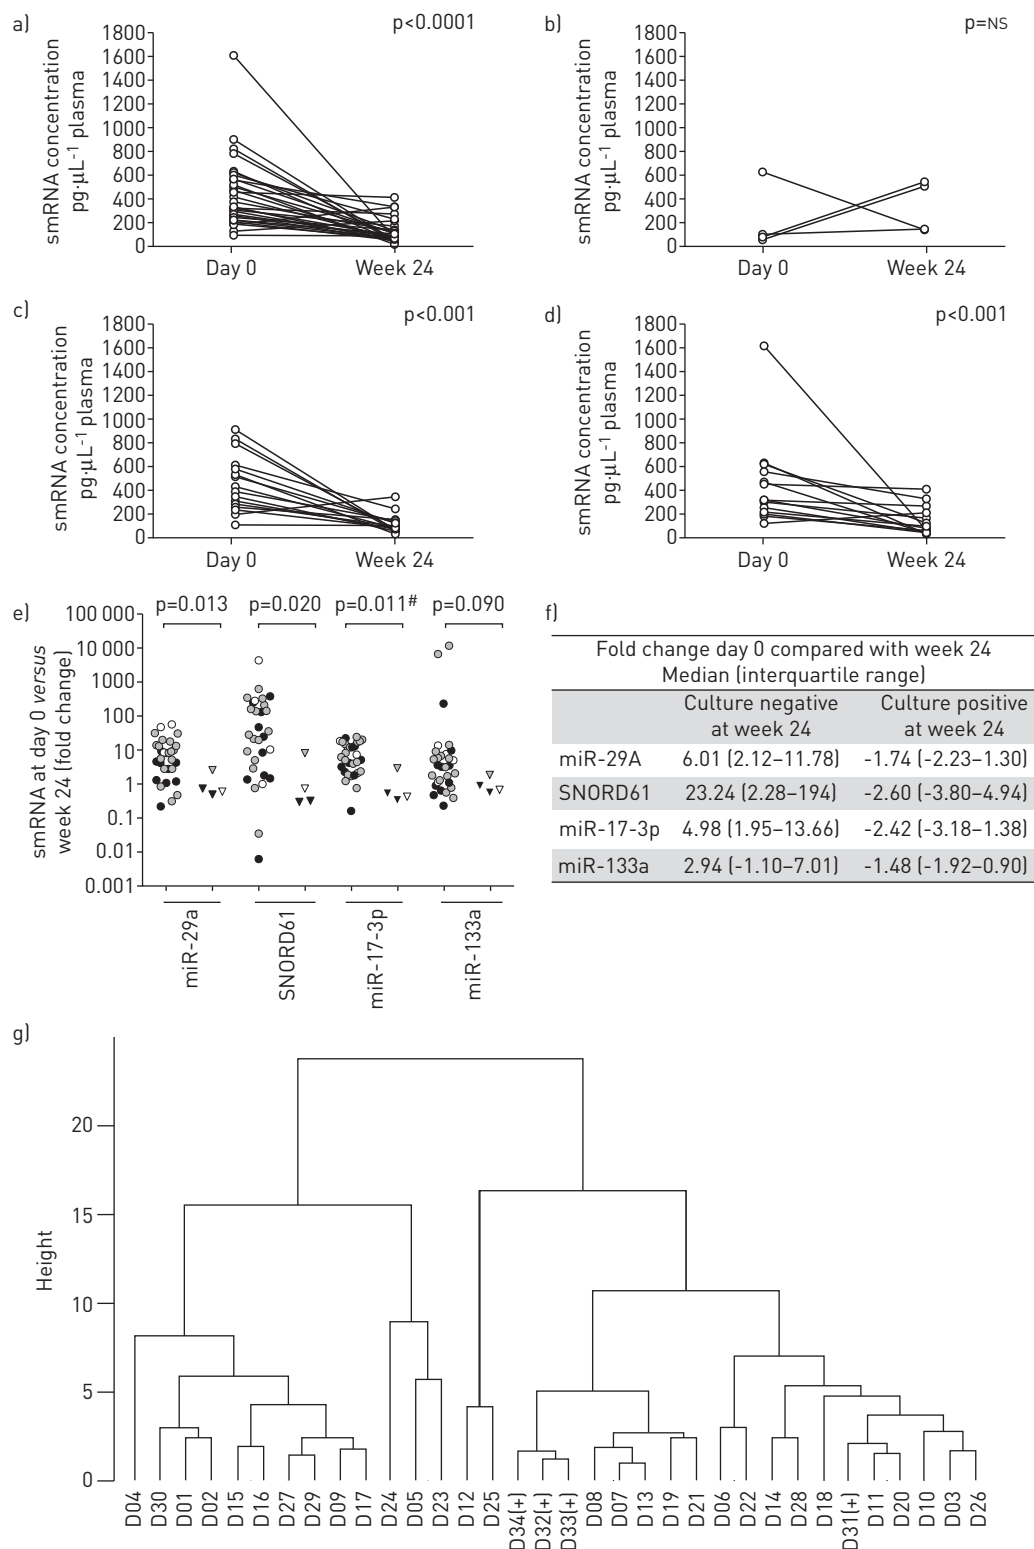 a)
p<0.0001
smRNA concentration
pg·µL-1 plasma
1800
1600
1400
1200
1000
800
600
400
200
0
Day 0
Week 24
b)
p=NS
smRNA concentration
pg·µL-1 plasma
1800
1600
1400
1200
1000
800
600
400
200
0
Day 0
Week 24
c)
p<0.001
smRNA concentration
pg·µL-1 plasma
1800
1600
1400
1200
1000
800
600
400
200
0
Day 0
Week 24
d)
p<0.001
smRNA concentration
pg·µL-1 plasma
1800
1600
1400
1200
1000
800
600
400
200
0
Day 0
Week 24
e)
p=0.013 p=0.020 p=0.011# p=0.090
smRNA at day 0 versus
week 24 (fold change)
100 000
10 000
1000
100
10
1
0.1
0.01
0.001
miR-29a
SNORD61
miR-17-3p
miR-133a
f)
Fold change day 0 compared with week 24
Median (interquartile range)
Culture negative Culture positive
at week 24 at week 24
miR-29A 6.01 (2.12–11.78) -1.74 (-2.23–1.30)
SNORD61 23.24 (2.28–194) -2.60 (-3.80–4.94)
miR-17-3p 4.98 (1.95–13.66) -2.42 (-3.18–1.38)
miR-133a 2.94 (-1.10–7.01) -1.48 (-1.92–0.90)
g)
Height
20
15
10
5
0
D04
D30
D01
D02
D15
D16
D27
D29
D09
D17
D24
D05
D23
D12
D25
D34(+)
D32(+)
D33(+)
D08
D07
D13
D19
D21
D06
D22
D14
D28
D18
D31(+)
D11
D20
D10
D03
D26